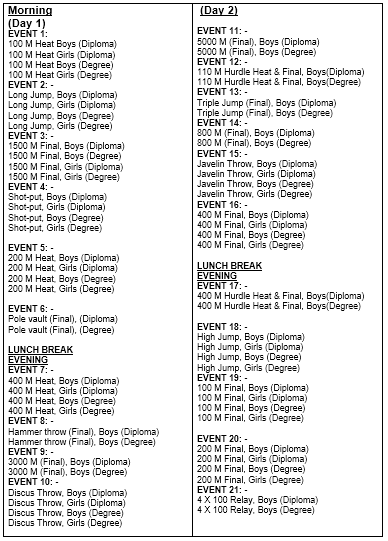 Morning
(Day 1)
EVENT 1:
100 M Heat Boys (Diploma)
100 M Heat Girls (Diploma)
100 M Heat Boys (Degree)
100 M Heat Girls (Degree)
EVENT 2: -
Long Jump, Boys (Diploma)
Long Jump, Girls (Diploma)
Long Jump, Boys (Degree)
Long Jump, Girls (Degree)
EVENT 3: -
1500 M Final, Boys (Diploma)
1500 M Final, Boys (Degree)
1500 M Final, Girls (Diploma)
1500 M Final, Girls (Degree)
EVENT 4: -
Shot-put, Boys (Diploma)
Shot-put, Girls (Diploma)
Shot-put, Boys (Degree)
Shot-put, Girls (Degree)
EVENT 5: -
200 M Heat, Boys (Diploma)
200 M Heat, Girls (Diploma)
200 M Heat, Boys (Degree)
200 M Heat, Girls (Degree)
EVENT 6: -
Pole vault (Final), (Diploma)
Pole vault (Final), (Degree)
LUNCH BREAK
EVENING
EVENT 7: -
400 M Heat, Boys (Diploma)
400 M Heat, Girls (Diploma)
400 M Heat, Boys (Degree)
400 M Heat, Girls (Degree)
EVENT 8: -
Hammer throw (Final), Boys (Diploma)
Hammer throw (Final), Boys (Degree)
EVENT 9: -
3000 M (Final), Boys (Diploma)
3000 M (Final), Boys (Degree)
EVENT 10: -
Discus Throw, Boys (Diploma)
Discus Throw, Girls (Diploma)
Discus Throw, Boys (Degree)
Discus Throw, Girls (Degree)
(Day 2)
EVENT 11: -
5000 M (Final), Boys (Diploma)
5000 M (Final), Boys (Degree)
EVENT 12: -
110 M Hurdle Heat & Final, Boys(Diploma)
110 M Hurdle Heat & Final, Boys(Degree)
EVENT 13: -
Triple Jump (Final), Boys (Diploma)
Triple Jump (Final), Boys (Degree)
EVENT 14: -
800 M (Final), Boys (Diploma)
800 M (Final), Boys (Degree)
EVENT 15: -
Javelin Throw, Boys (Diploma)
Javelin Throw, Girls (Diploma)
Javelin Throw, Boys (Degree)
Javelin Throw, Girls (Degree)
EVENT 16: -
400 M Final, Boys (Diploma)
400 M Final, Girls (Diploma)
400 M Final, Boys (Degree)
400 M Final, Girls (Degree)
LUNCH BREAK
EVENING
EVENT 17: -
400 M Hurdle Heat & Final, Boys(Diploma)
400 M Hurdle Heat & Final, Boys(Degree)
EVENT 18: -
High Jump, Boys (Diploma)
High Jump, Girls (Diploma)
High Jump, Boys (Degree)
High Jump, Girls (Degree)
EVENT 19: -
100 M Final, Boys (Diploma)
100 M Final, Girls (Diploma)
100 M Final, Boys (Degree)
100 M Final, Girls (Degree)
EVENT 20: -
200 M Final, Boys (Diploma)
200 M Final, Girls (Diploma)
200 M Final, Boys (Degree)
200 M Final, Girls (Degree)
EVENT 21: -
4 X 100 Relay, Boys (Diploma)
4 X 100 Relay, Boys (Degree)